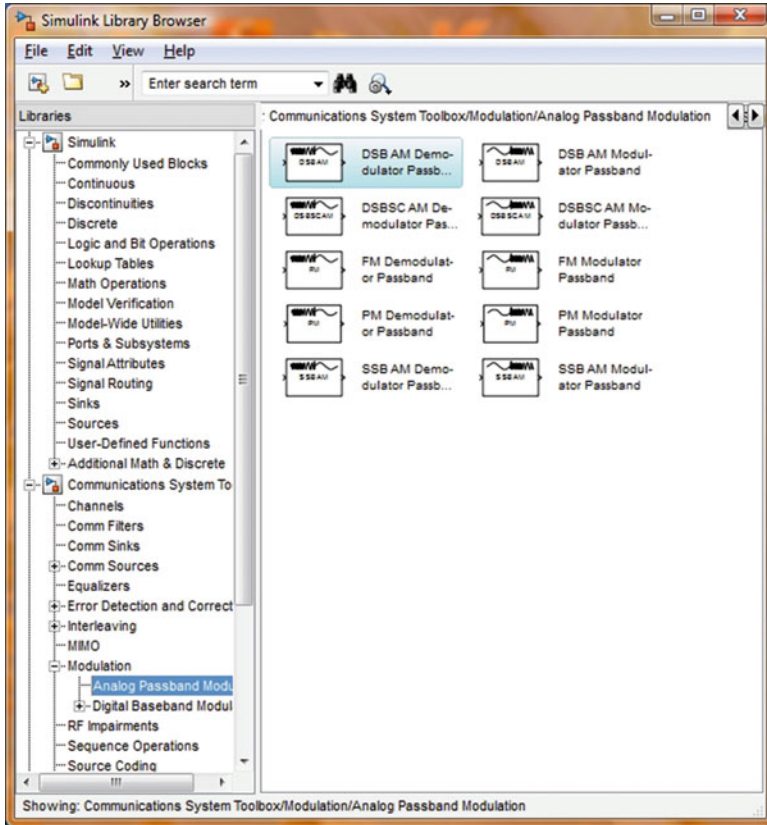 Simulink Library Browser
File Edit View Help
» Enter search term
Libraries
: Communications System Toolbox/Modulation/Analog Passband Modulation
Simulink
Commonly Used Blocks
Continuous
Discontinuities
Discrete
Logic and Bit Operations
Lookup Tables
Math Operations
Model Verification
Model-Wide Utilities
Ports & Subsystems
Signal Attributes
Signal Routing
Sinks
Sources
User-Defined Functions
Additional Math & Discrete
Communications System To
Channels
Comm Filters
Comm Sinks
Comm Sources
Equalizers
Error Detection and Correct
Interleaving
MIMO
Modulation
Analog Passband Modu
Digital Baseband Modul
RF Impairments
Sequence Operations
Source Coding
DSB AM
DSB AM Demo-
dulator Passb...
DSB AM
DSB AM Modul-
ator Passband
DSBSC AM
DSBSC AM De-
modulator Pas...
DSB SC AM
DSBSC AM Mo-
dulator Passb...
FM
FM Demodulat-
or Passband
FM
FM Modulator
Passband
PM
PM Demodulat-
or Passband
PM
PM Modulator
Passband
SSB AM
SSB AM Demo-
dulator Passb...
SSB AM
SSB AM Modul-
ator Passband
Showing: Communications System Toolbox/Modulation/Analog Passband Modulation